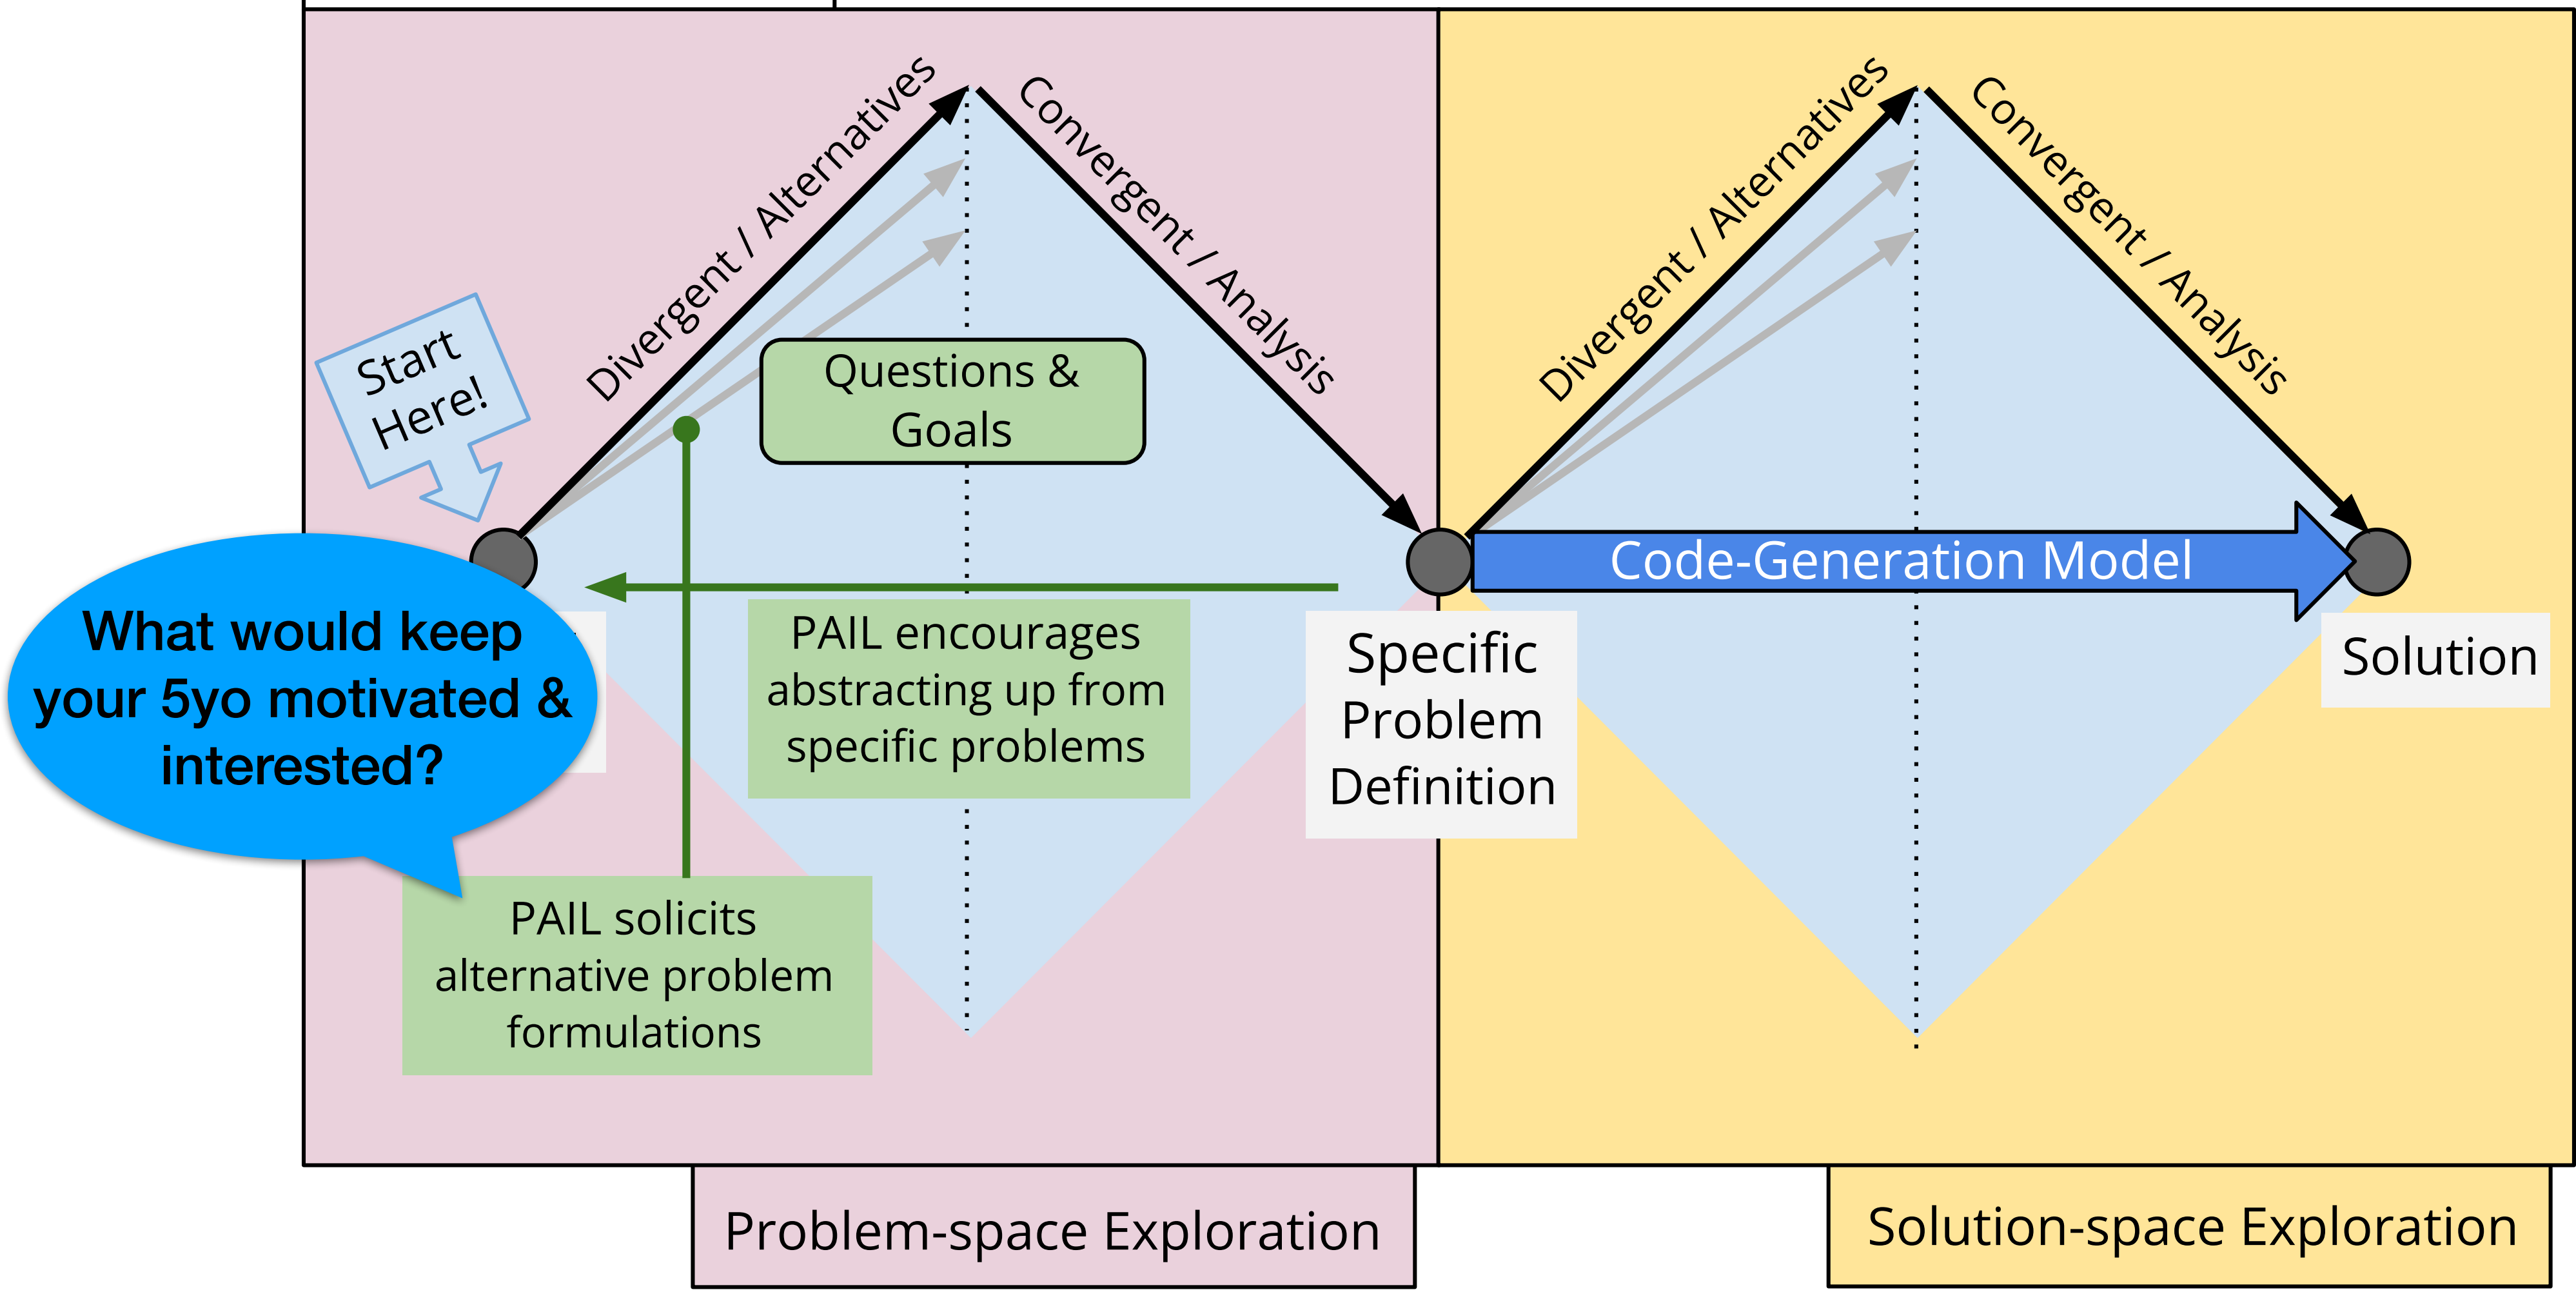 Divergent / Alternatives
Convergent / Analysis
Divergent / Alternatives
Convergent / Analysis
Start
Here!
Questions &
Goals
Code-Generation Model
What would keep
your 5yo motivated &
interested?
PAIL encourages
abstracting up from
specific problems
Specific
Problem
Definition
Solution
PAIL solicits
alternative problem
formulations
Problem-space Exploration
Solution-space Exploration